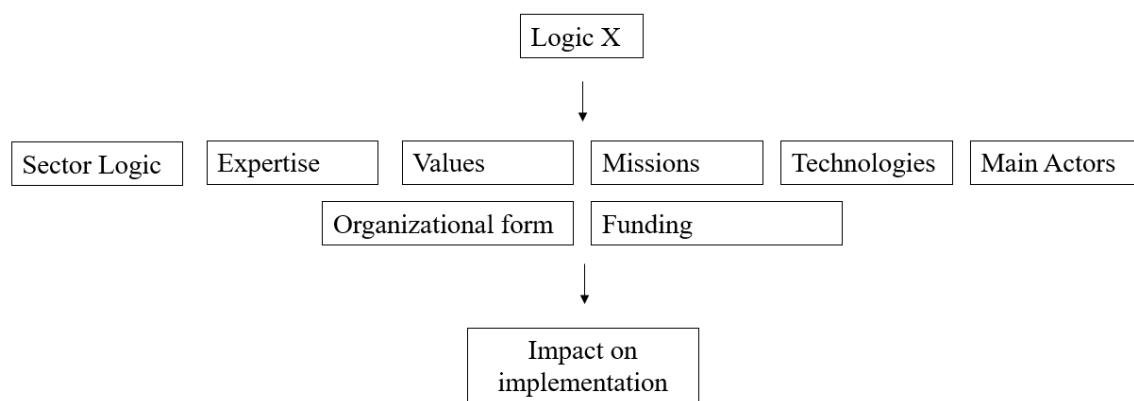 Logic X
Sector Logic
Expertise
Values
Missions
Technologies
Main Actors
Organizational form
Funding
Impact on
implementation